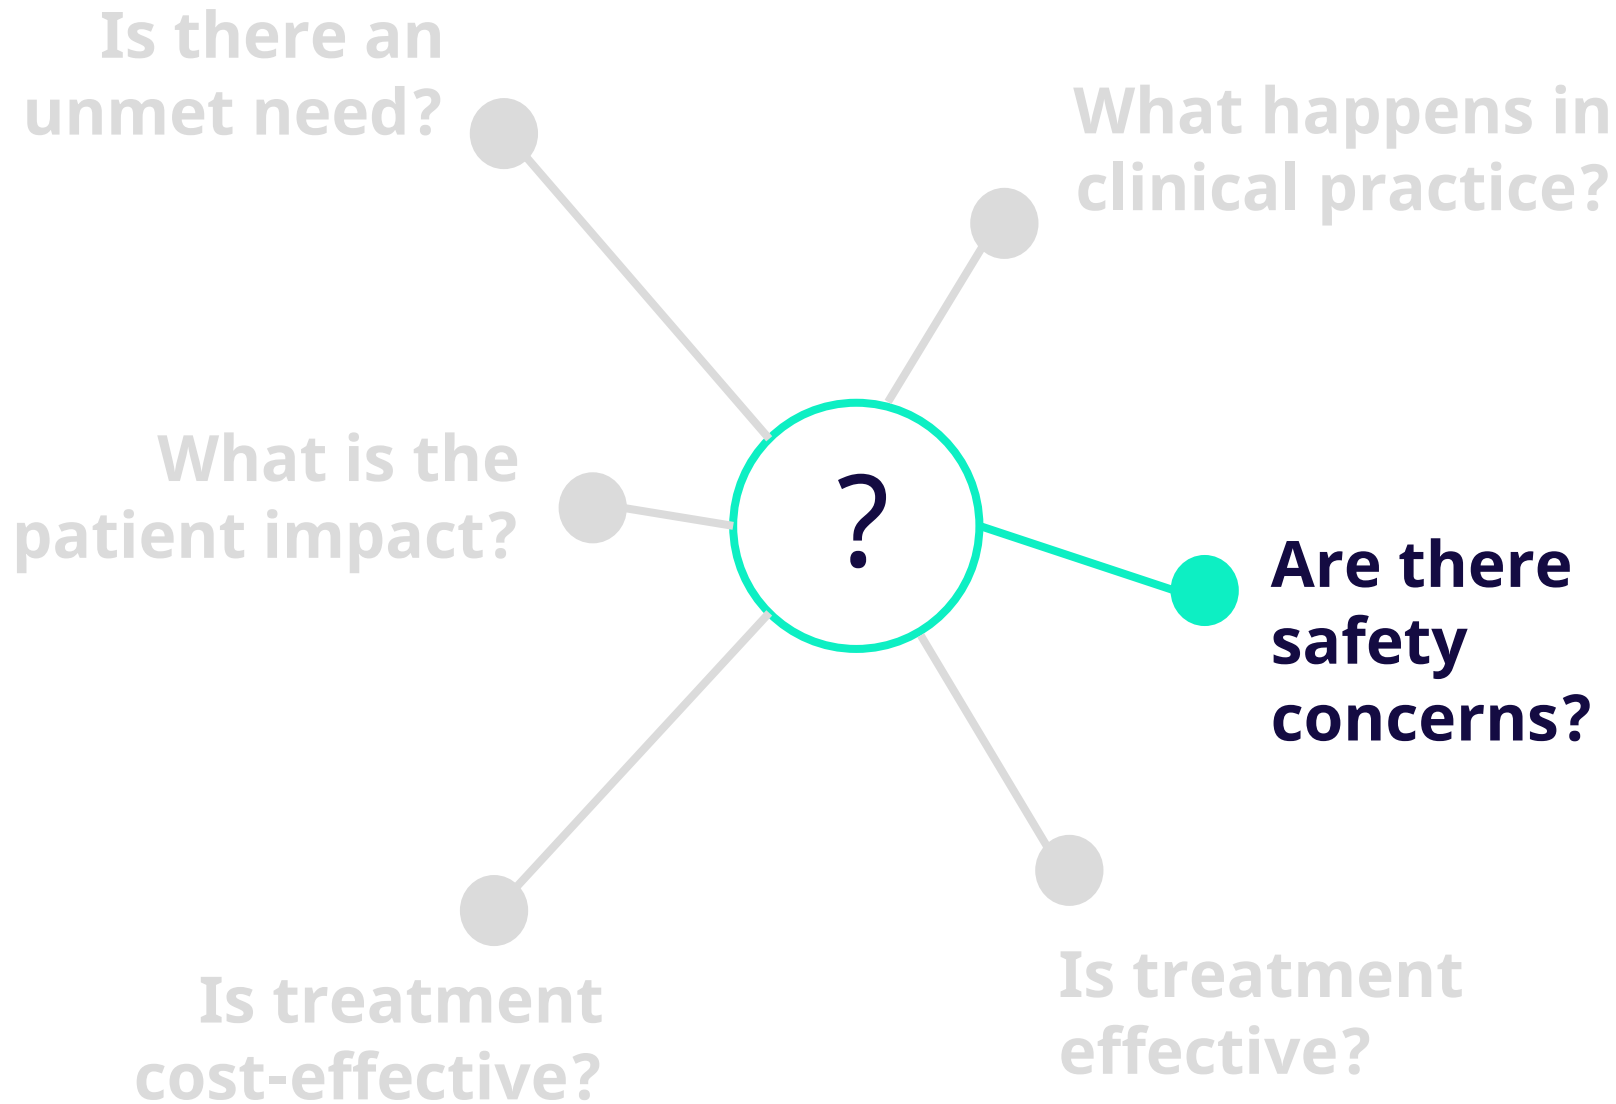 Is there an
unmet need?
What happens in
clinical practice?
What is the
patient impact?
?
Are there
safety
concerns?
Is treatment
cost-effective?
Is treatment
effective?